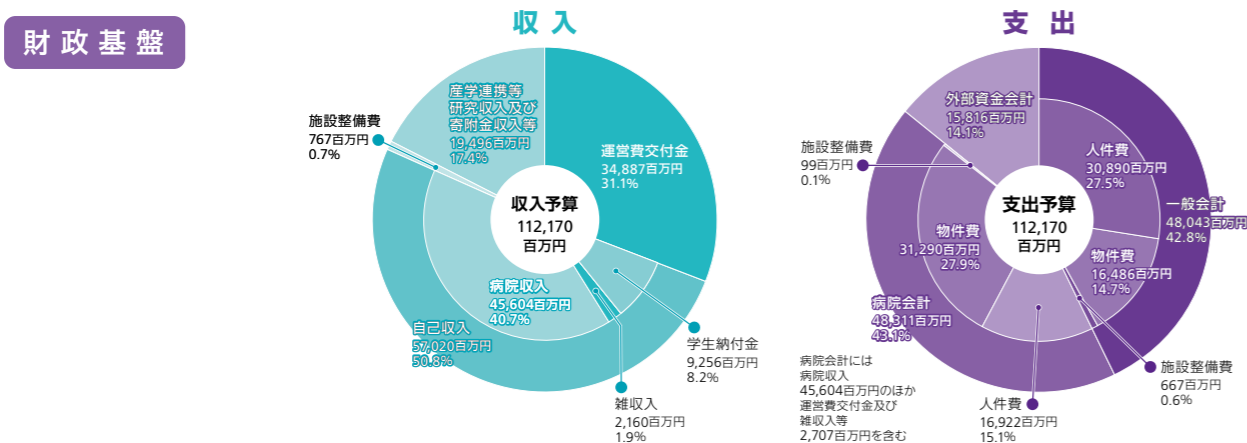 財政基盤
収入
産学連携等
研究収入及び
寄附金収入等
19,496百万円
17.4%
施設整備費
767百万円
0.7%
運営費交付金
34,887百万円
31.1%
収入予算
112,170
百万円
病院収入
45,604百万円
40.7%
自己収入
57,020百万円
50.8%
学生納付金
9,256百万円
8.2%
雑収入
2,160百万円
1.9%
支出
外部資金会計
15,816百万円
14.1%
施設整備費
99百万円
0.1%
人件費
30,890百万円
27.5%
一般会計
48,043百万円
42.8%
支出予算
112,170
百万円
物件費
31,290百万円
27.9%
物件費
16,486百万円
14.7%
病院会計
48,311百万円
43.1%
施設整備費
667百万円
0.6%
人件費
16,922百万円
15.1%
病院会計には
病院収入
45,604百万円のほか
運営費交付金及び
雑収入等
2,707百万円を含む